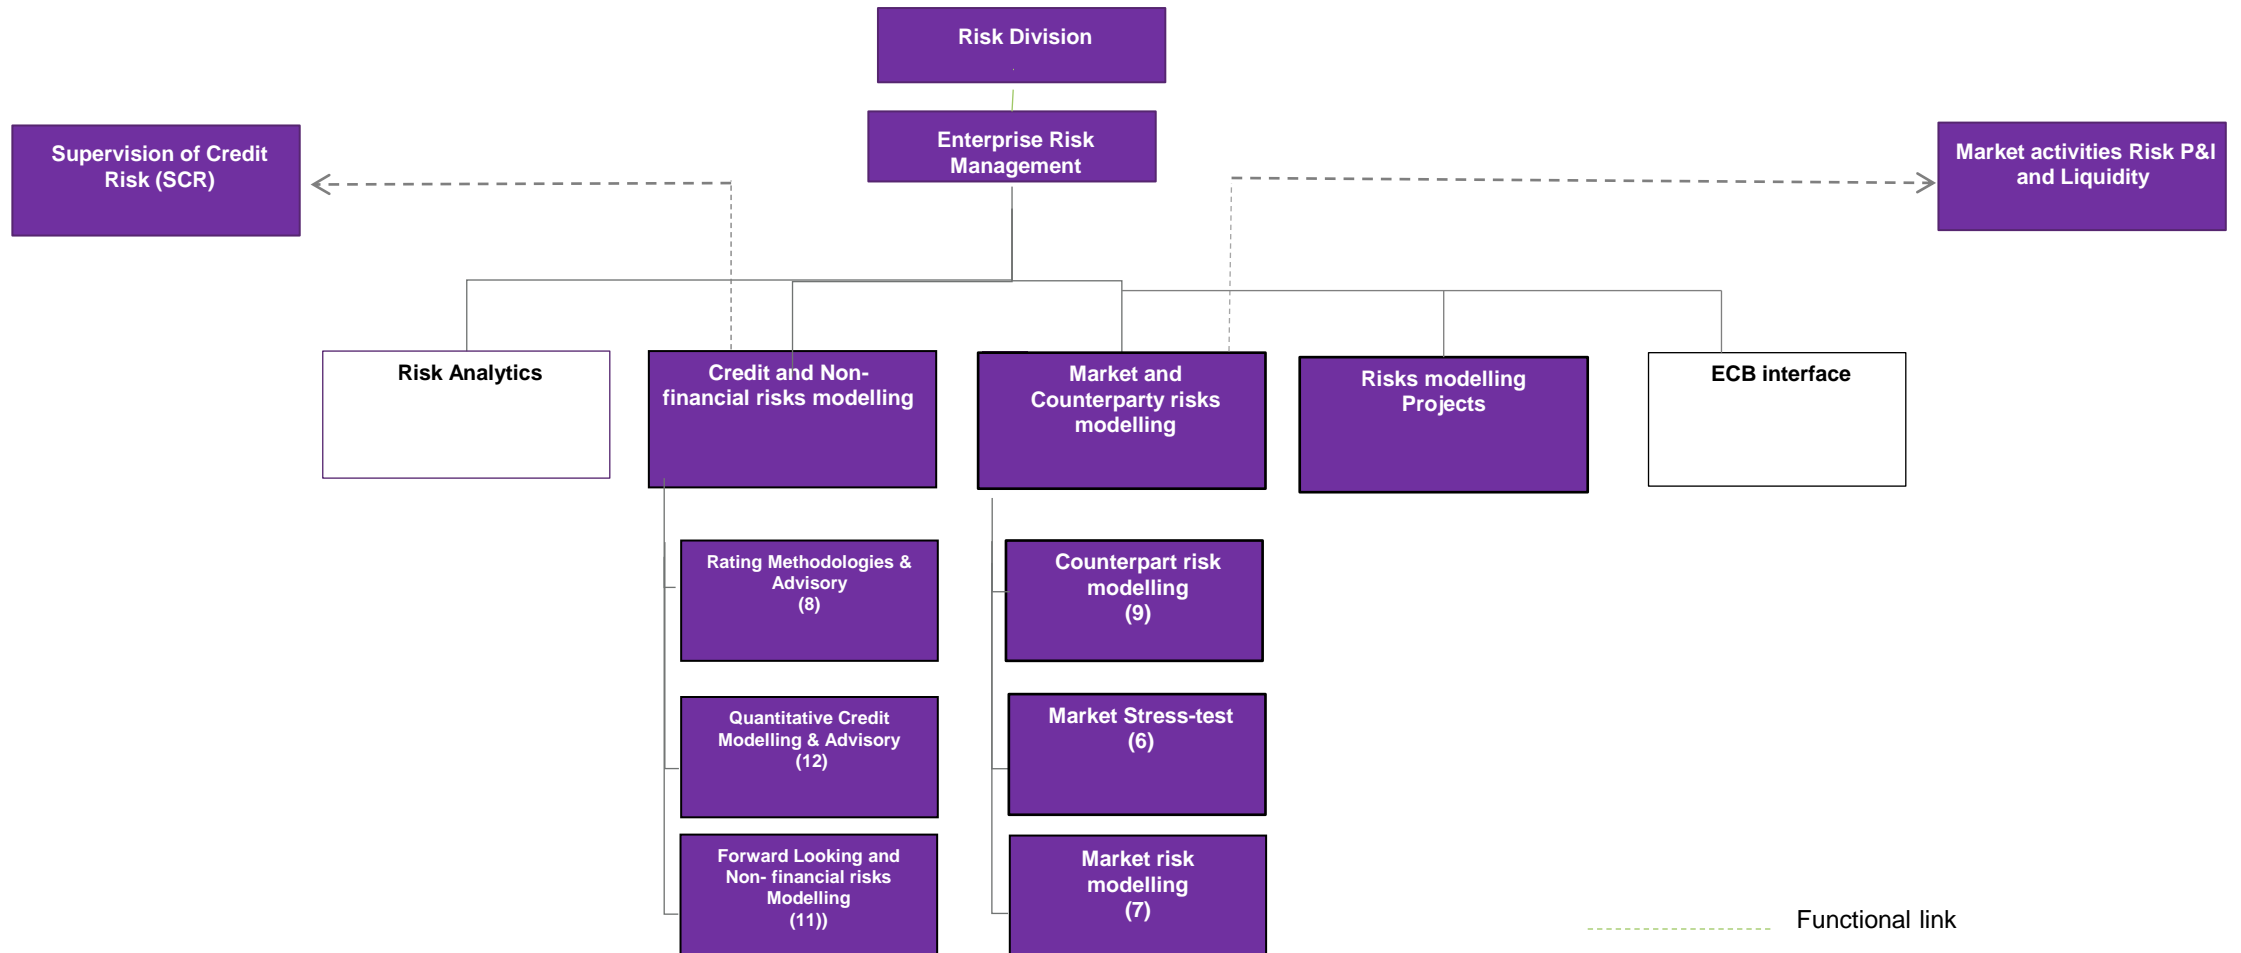 Risk Division
Enterprise Risk
Management
Supervision of Credit
Risk (SCR)
Market activities Risk P&I
and Liquidity
Risk Analytics
Credit and Non-
financial risks modelling
Market and
Counterparty risks
modelling
Risks modelling
Projects
ECB interface
Rating Methodologies &
Advisory
(8)
Counterpart risk
modelling
(9)
Quantitative Credit
Modelling & Advisory
(12)
Market Stress-test
(6)
Forward Looking and
Non- financial risks
Modelling
(11))
Market risk
modelling
(7)
Functional link